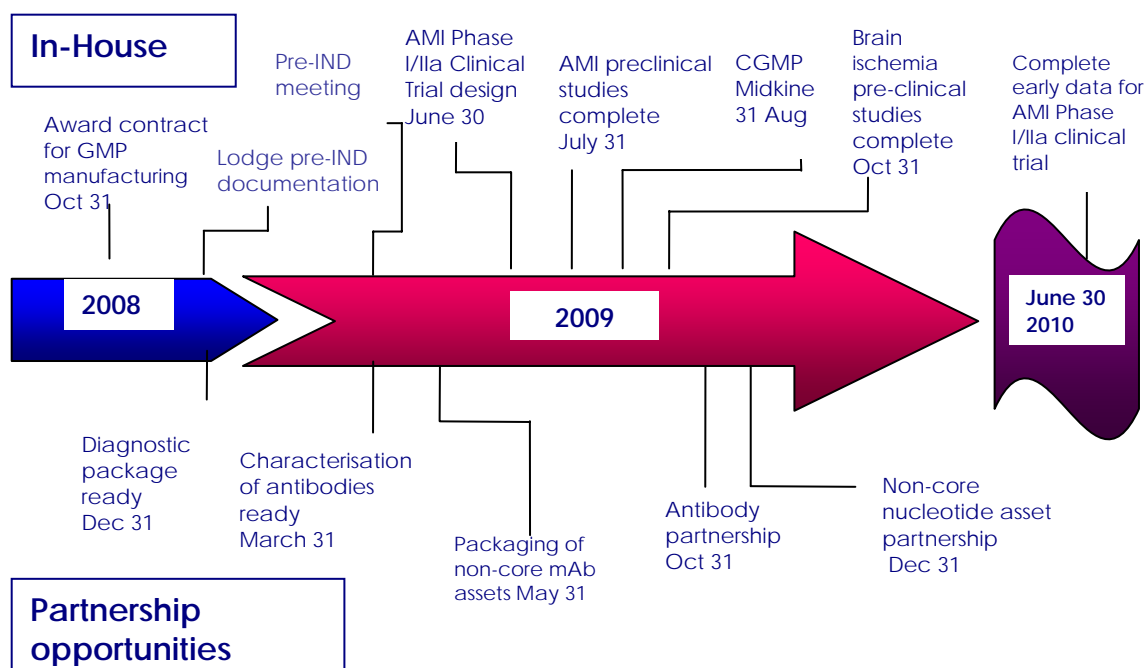 In-House
Award contract
for GMP
manufacturing
Oct 31
Lodge pre-IND
documentation
Pre-IND
meeting
AMI Phase
I/IIa Clinical
Trial design
June 30
AMI preclinical
studies
complete
July 31
CGMP
Midkine
31 Aug
Brain
ischemia
pre-clinical
studies
complete
Oct 31
Complete
early data for
AMI Phase
I/IIa clinical
trial
2008
2009
June 30
2010
Diagnostic
package
ready
Dec 31
Characterisation
of antibodies
ready
March 31
Packaging of
non-core mAb
assets May 31
Antibody
partnership
Oct 31
Non-core
nucleotide asset
partnership
Dec 31
Partnership
opportunities